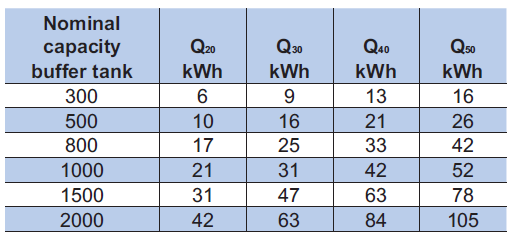 Nominal
capacity
buffer tank
Q20
kWh
Q30
kWh
Q40
kWh
Q50
kWh
300 6 9 13 16
500 10 16 21 26
800 17 25 33 42
1000 21 31 42 52
1500 31 47 63 78
2000 42 63 84 105